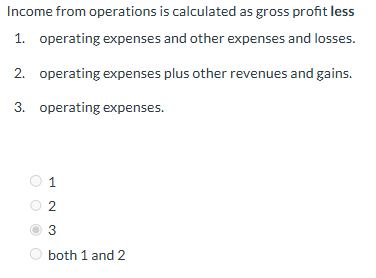 Income from operations is calculated as gross profit less
1. operating expenses and other expenses and losses.
2. operating expenses plus other revenues and gains.
3. operating expenses.
1
2
3
both 1 and 2